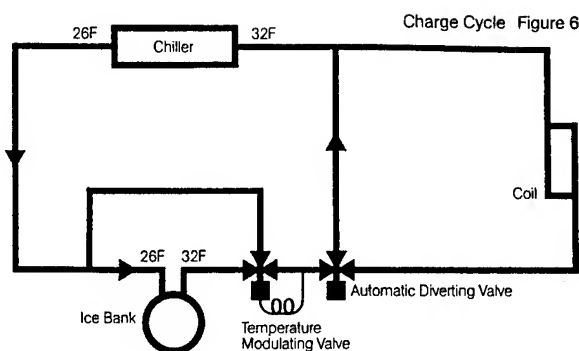 Charge Cycle Figure 6
26F
Chiller
32F
Coil
26F 32F
Ice Bank
Temperature
Modulating Valve
Automatic Diverting Valve